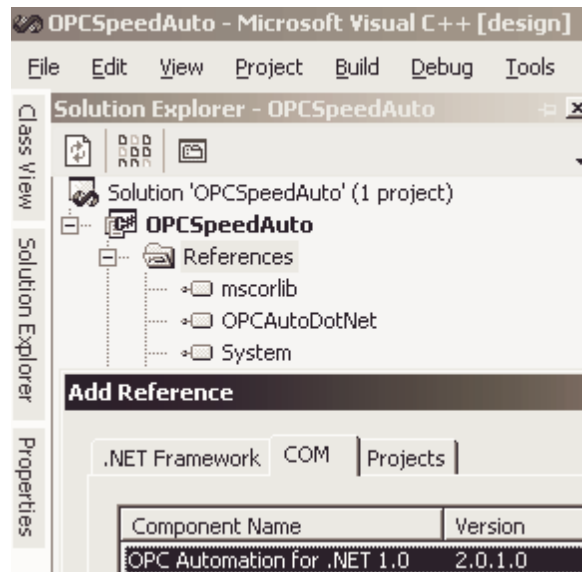 OPCSpeedAuto - Microsoft Visual C++ [design]
File Edit View Project Build Debug Tools
Class View
Solution Explorer
Properties
Solution Explorer - OPCSpeedAuto
Solution 'OPCSpeedAuto' (1 project)
C#
OPCSpeedAuto
References
mscorlib
OPCAutoDotNet
System
Add Reference
.NET Framework COM Projects
Component Name Version
OPC Automation for .NET 1.0 2.0.1.0